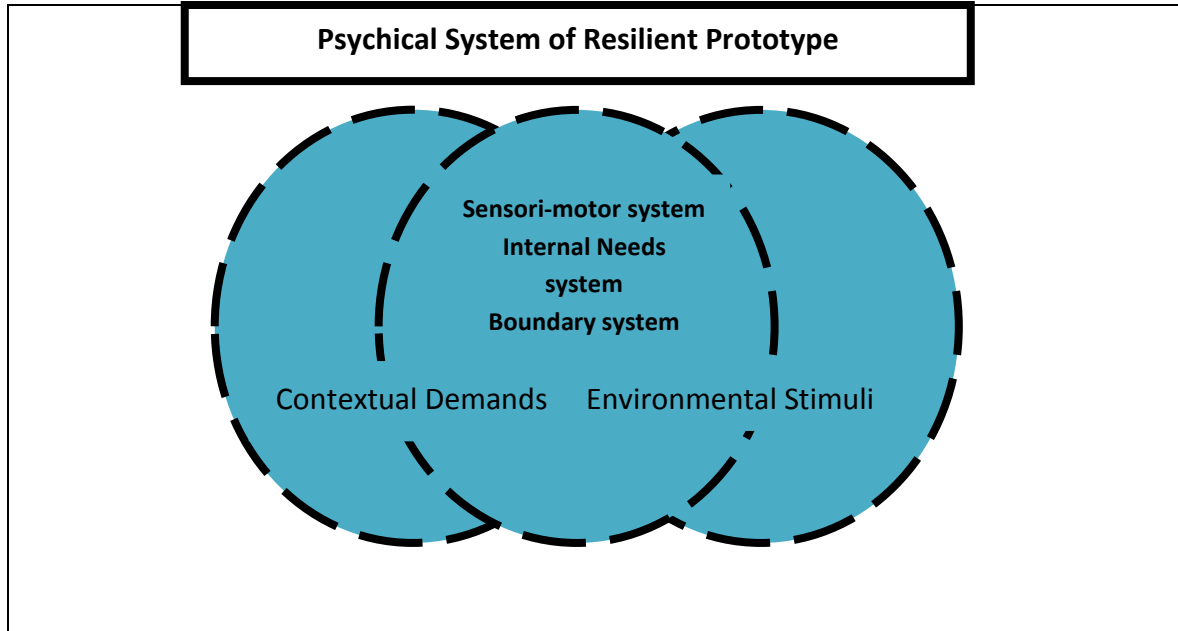 Psychical System of Resilient Prototype
Sensori-motor system
Internal Needs
system
Boundary system
Contextual Demands Environmental Stimuli